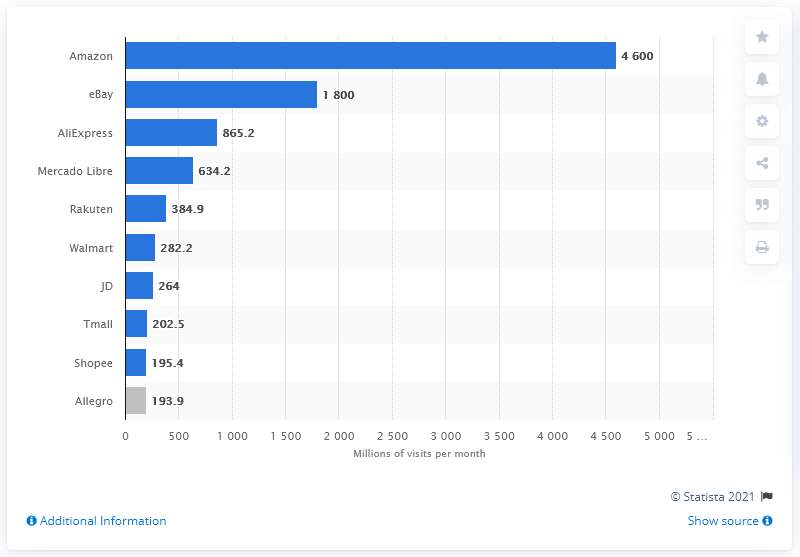 Amazon 4 600
eBay 1 800
AliExpress 865.2
Mercado Libre 634.2
Rakuten 384.9
Walmart 282.2
JD 264
Tmall 202.5
Shopee 195.4
Allegro 193.9
0 500 1 000 1 500 2 000 2 500 3 000 3 500 4 000 4 500 5 000 5 ...
Millions of visits per month
© Statista 2021
Additional Information Show source